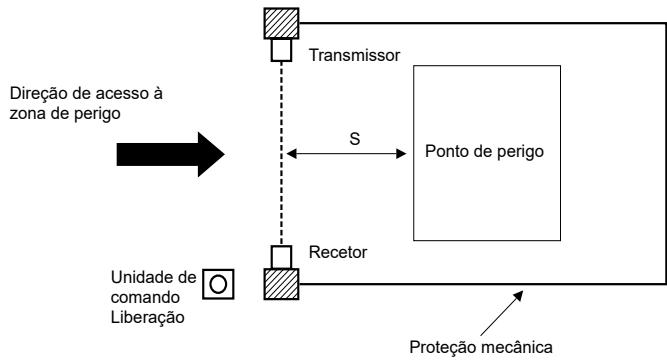 Transmissor
Direção de acesso à
zona de perigo
S
Ponto de perigo
Recetor
Unidade de
comando
Liberação
Proteção mecânica